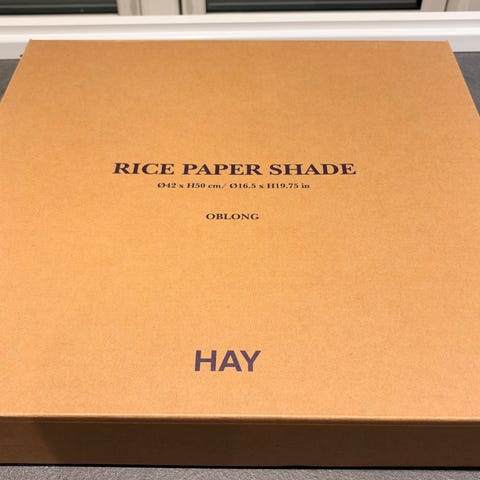 RICE PAPER SHADE
Ø42 x H50 cm/ Ø16.5 x H19.75 in
OBLONG
HAY